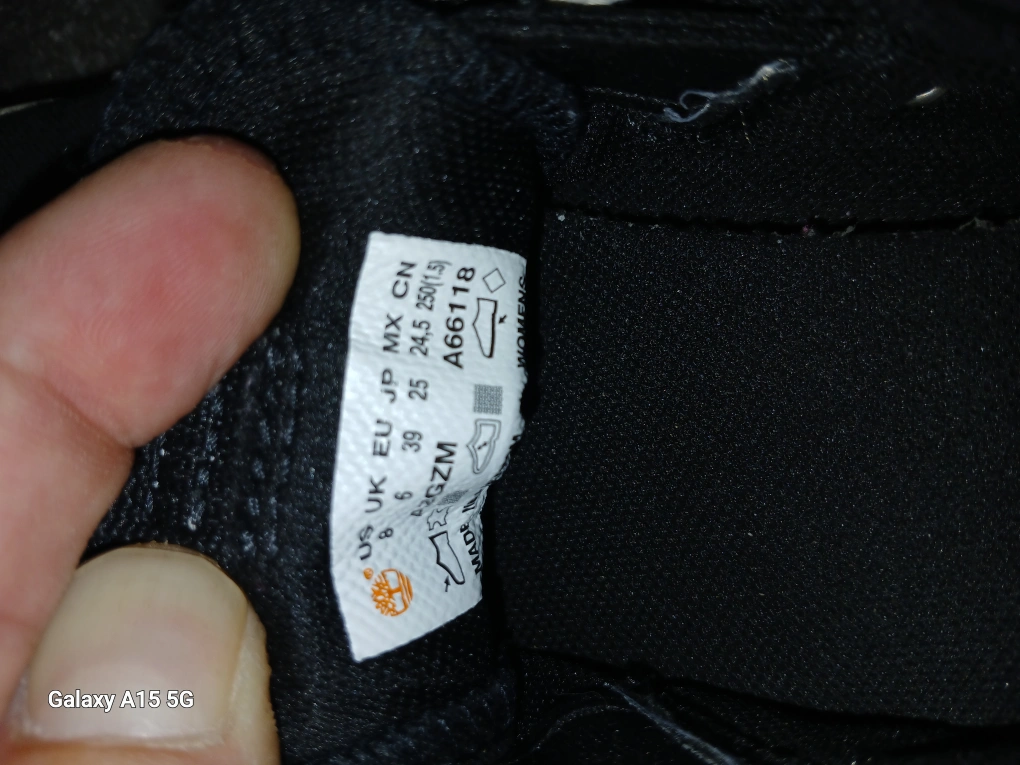 US UK EU JP MX CN
8 6 39 25 24,5 250(1.5)
GZM A66118
MADE
WOMENS
Galaxy A15 5G